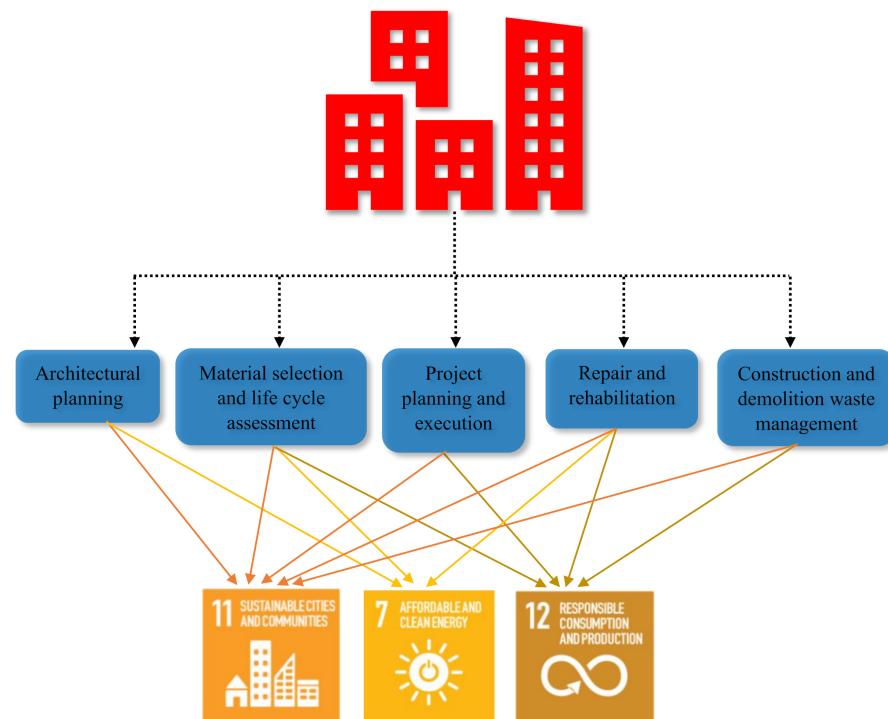 Architectural
planning
Material selection
and life cycle
assessment
Project
planning and
execution
Repair and
rehabilitation
Construction and
demolition waste
management
11 SUSTAINABLE CITIES
AND COMMUNITIES
7 AFFORDABLE AND
CLEAN ENERGY
12 RESPONSIBLE
CONSUMPTION
AND PRODUCTION